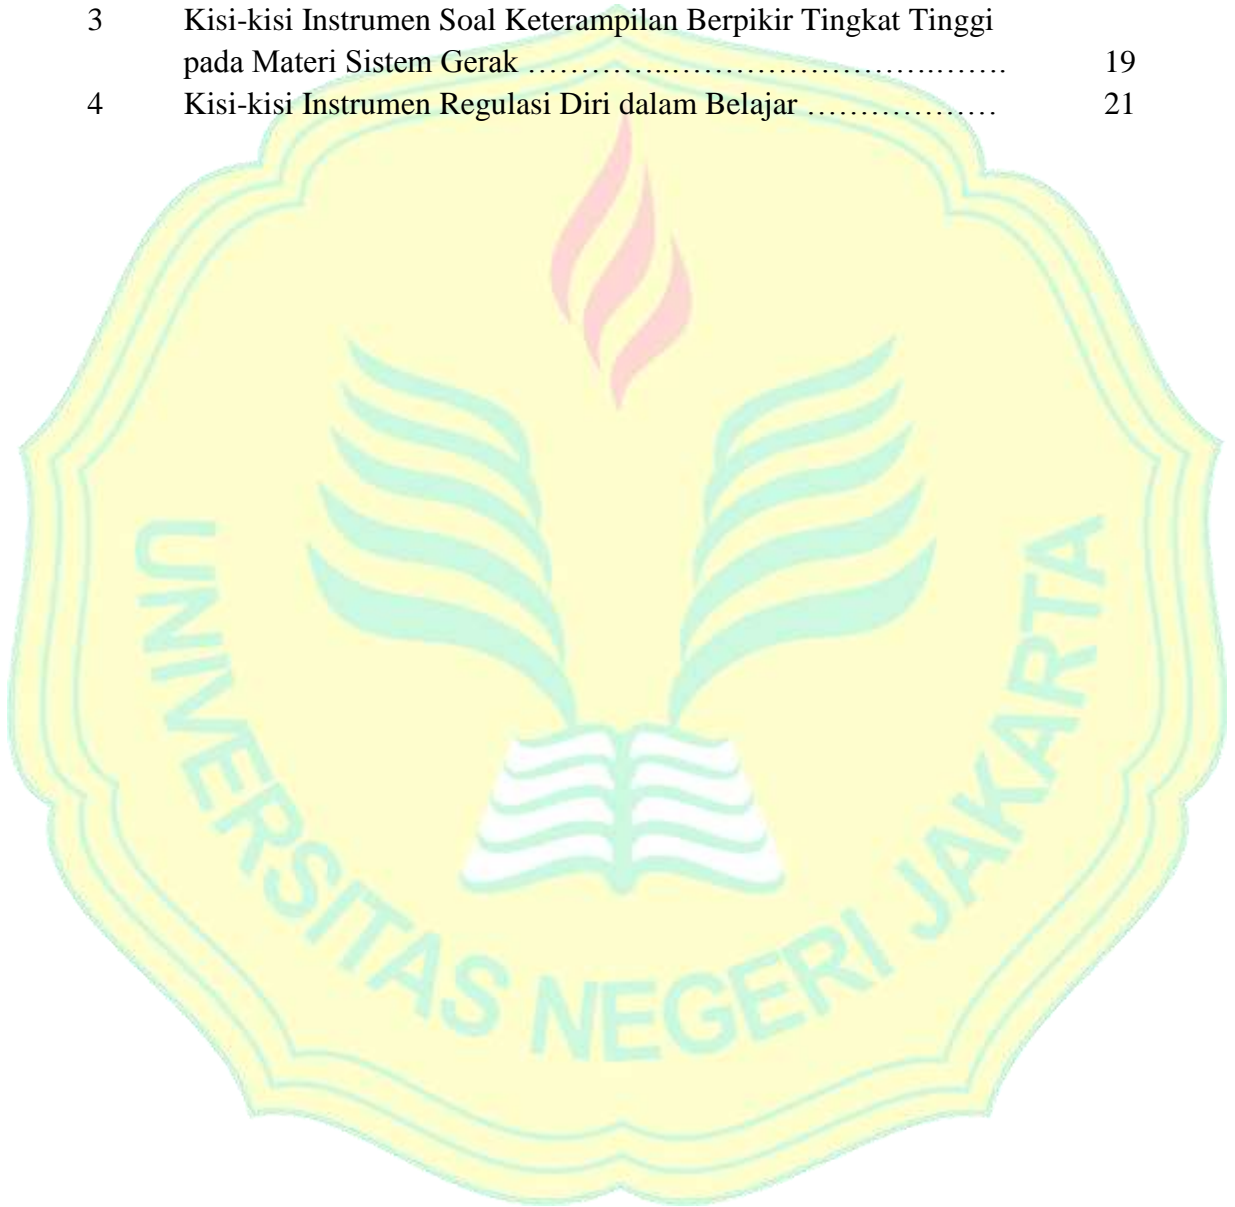 3 Kisi-kisi Instrumen Soal Keterampilan Berpikir Tingkat Tinggi
pada Materi Sistem Gerak …………..……………………….……. 19
4 Kisi-kisi Instrumen Regulasi Diri dalam Belajar ……………… 21
UNIVERSITAS NEGERI JAKARTA